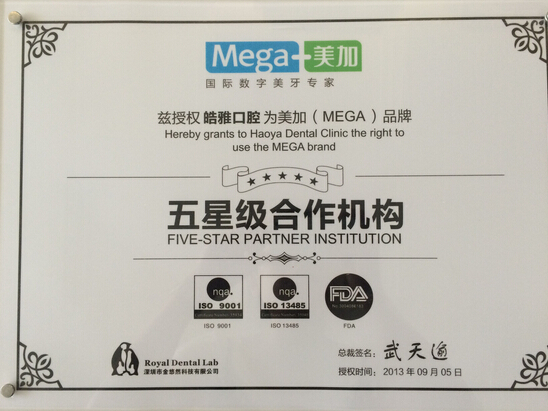 Mega 美加
国际数字美牙专家
兹授权 皓雅口腔 为美加（MEGA）品牌
Hereby grants to Haoya Dental Clinic the right to
use the MEGA brand
五星级合作机构
FIVE-STAR PARTNER INSTITUTION
nqa. nqa. FDA
ISO 9001 ISO 13485
ISO 9001 ISO 13485 FDA
Royal Dental Lab
深圳市金悠然科技有限公司
总裁签名：
授权时间：2013 年 09 月 05 日